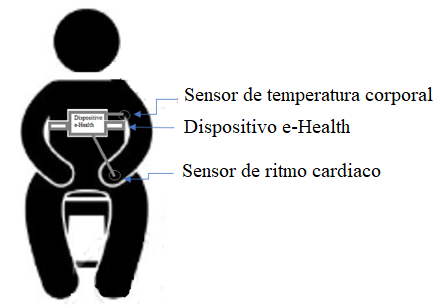 Sensor de temperatura corporal
Dispositivo
e-Health
Dispositivo e-Health
Sensor de ritmo cardiaco